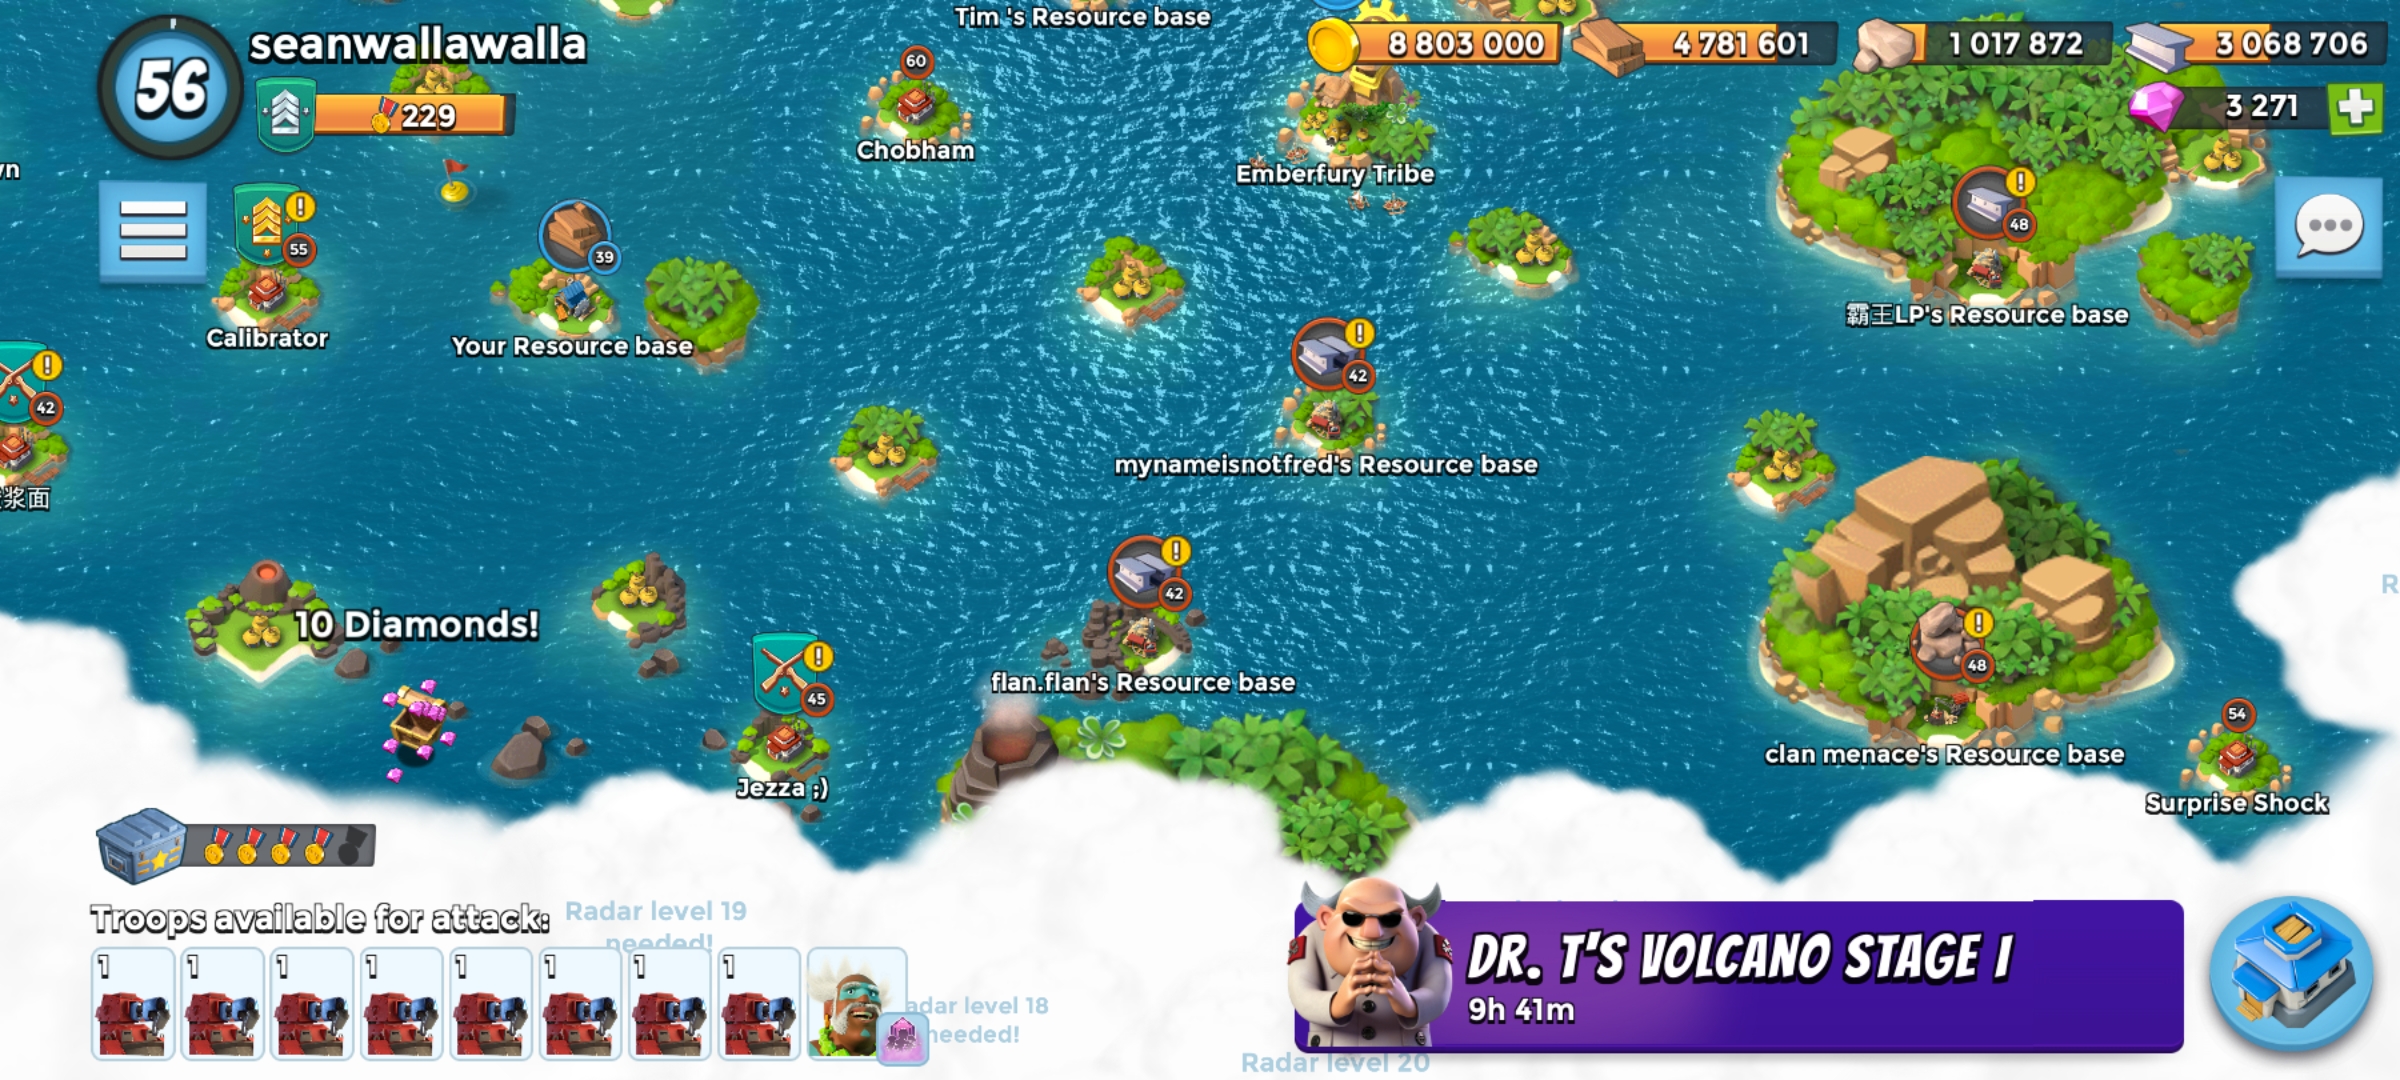 Tim 's Resource base
56
seanwallawalla
229
8 803 000
4 781 601
1 017 872
3 068 706
3 271
60
Chobham
Emberfury Tribe
55
Calibrator
39
Your Resource base
48
霸王LP's Resource base
42
浆面
42
mynameisnotfred's Resource base
42
flan.flan's Resource base
10 Diamonds!
45
Jezza ;)
48
clan menace's Resource base
54
Surprise Shock
Troops available for attack:
Radar level 19
needed!
1 1 1 1 1 1 1 1
adar level 18
needed!
Radar level 20
DR. T'S VOLCANO STAGE I
9h 41m